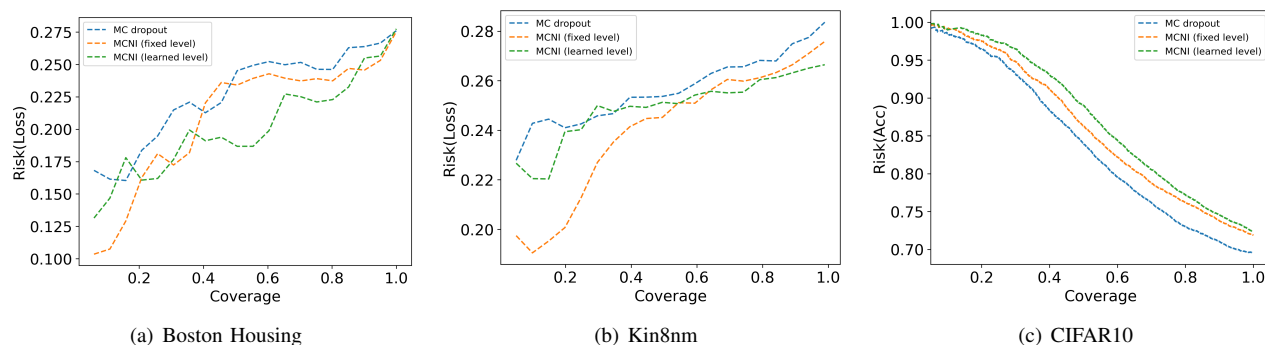 0.275
0.250
0.225
0.200
0.175
0.150
0.125
0.100
Risk(Loss)
MC dropout
MCNI (fixed level)
MCNI (learned level)
0.2 0.4 0.6 0.8 1.0
Coverage
(a) Boston Housing
0.28
0.26
0.24
0.22
0.20
Risk(Loss)
MC dropout
MCNI (fixed level)
MCNI (learned level)
0.0 0.2 0.4 0.6 0.8 1.0
Coverage
(b) Kin8nm
1.00
0.95
0.90
0.85
0.80
0.75
0.70
Risk(Acc)
MC dropout
MCNI (fixed level)
MCNI (learned level)
0.2 0.4 0.6 0.8 1.0
Coverage
(c) CIFAR10